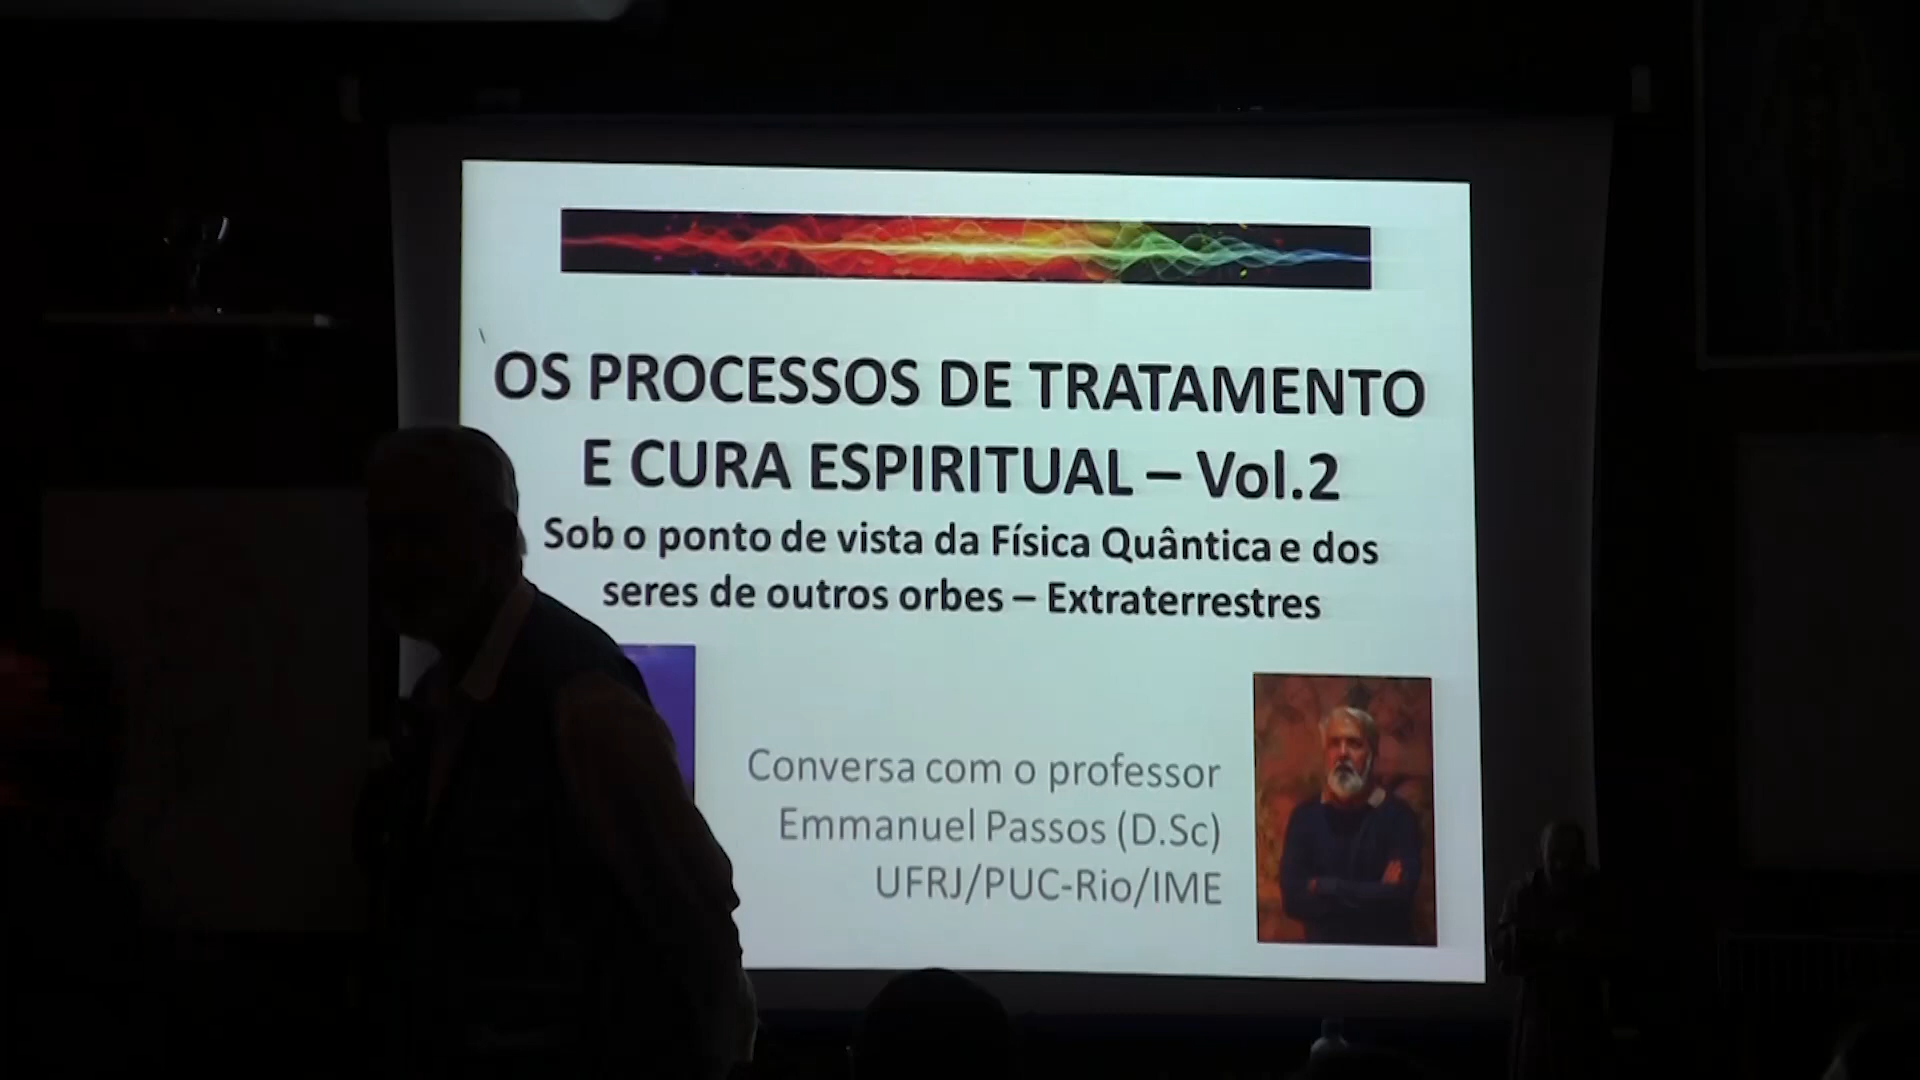 OS PROCESSOS DE TRATAMENTO
E CURA ESPIRITUAL – Vol.2
Sob o ponto de vista da Física Quântica e dos
seres de outros orbes – Extraterrestres
Conversa com o professor
Emmanuel Passos (D.Sc)
UFRJ/PUC-Rio/IME